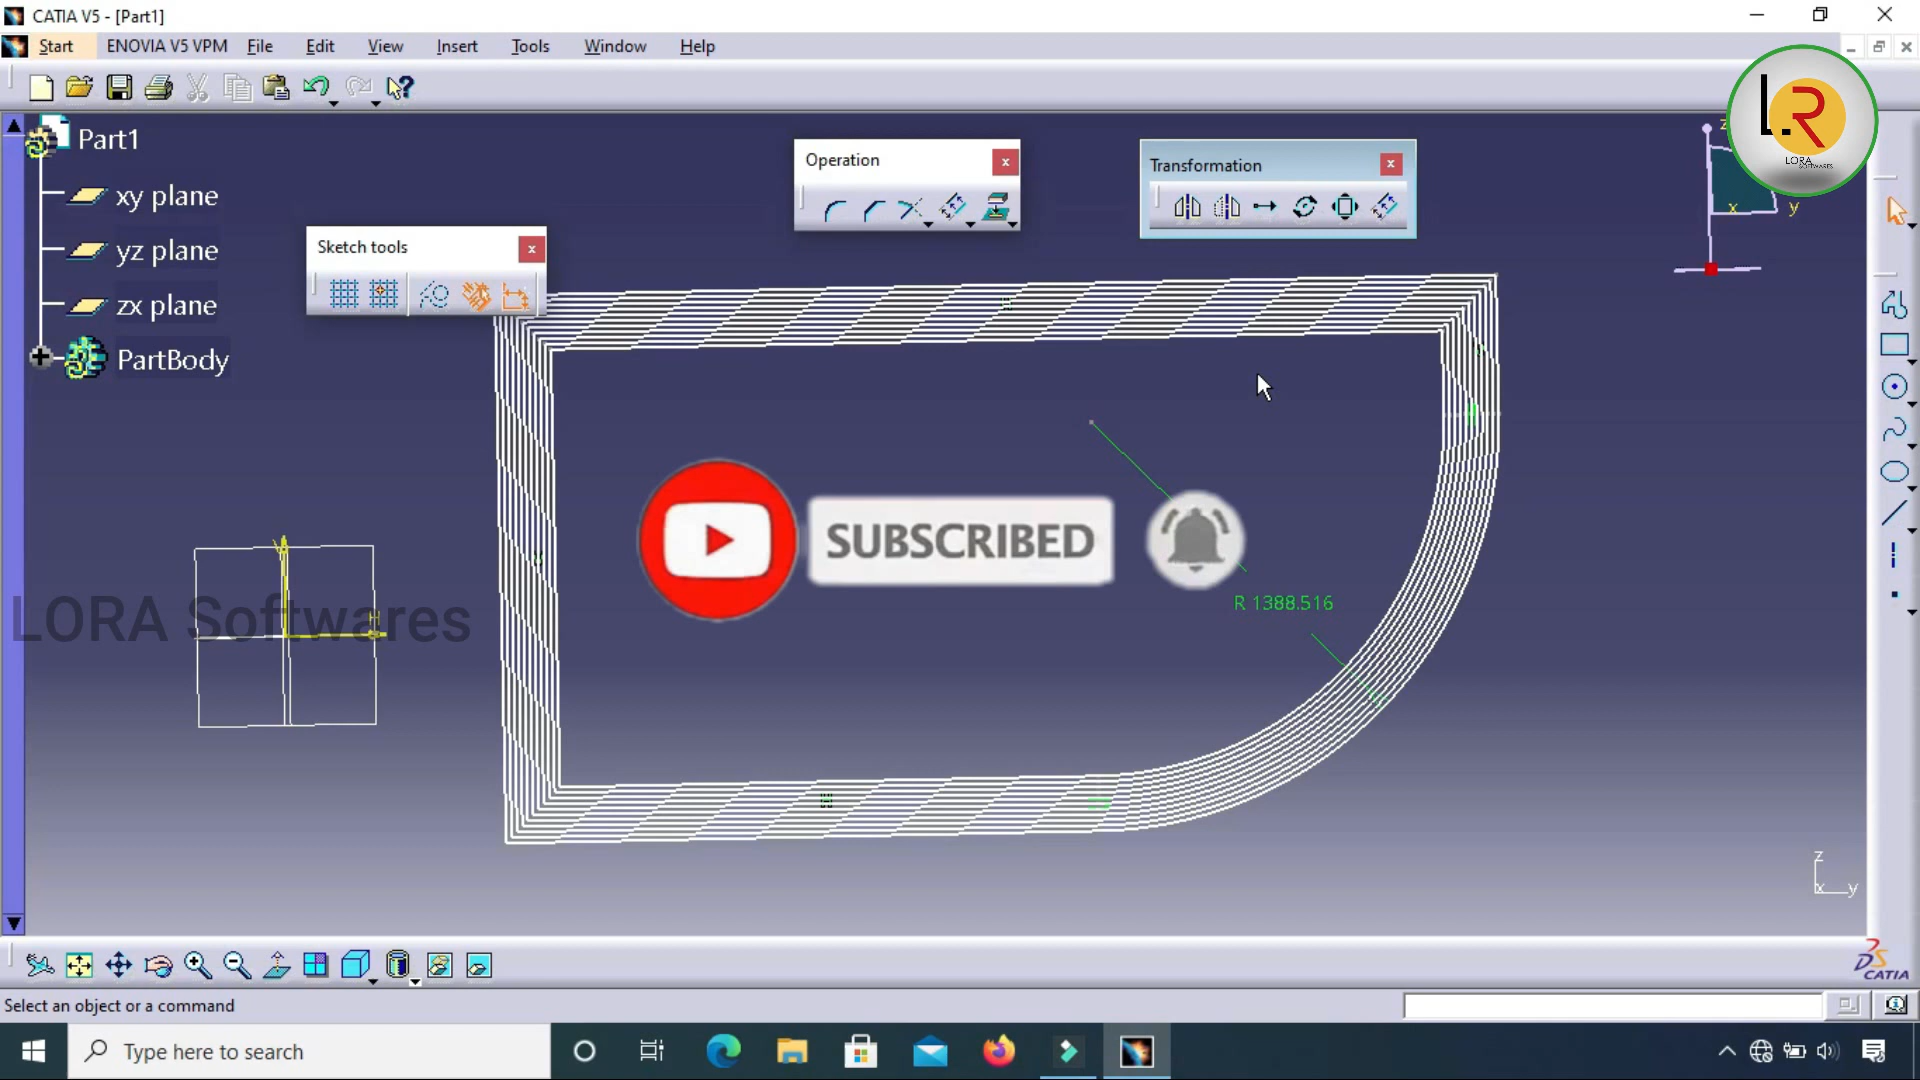 CATIA V5 - [Part1]
Start ENOVIA V5 VPM File Edit View Insert Tools Window Help
L.R
LORA
SOFTWARES
Part1
xy plane
yz plane
zx plane
PartBody
Sketch tools
Operation
Transformation
z
x
y
SUBSCRIBED
R 1388.516
LORA Softwares
H
z
x y
DS
CATIA
Select an object or a command
Type here to search